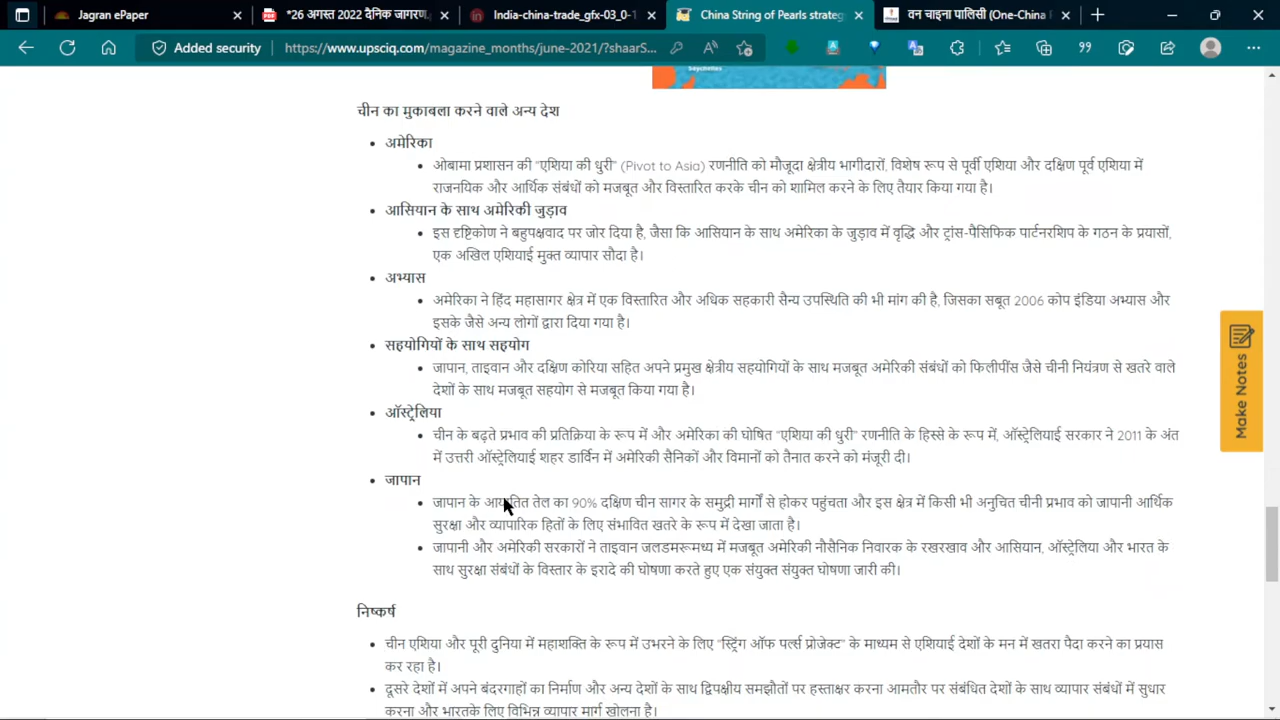 Jagran ePaper
*26 अगस्त 2022 दैनिक जागरण
India-china-trade_gfx-03_0-1
China String of Pearls strateg
वन चाइना पालिसी (One-China P
Added security
https://www.upsciq.com/magazine_months/june-2021/?shaarS...
Seychelles
चीन का मुकाबला करने वाले अन्य देश
अमेरिका
ओबामा प्रशासन की "एशिया की धुरी" (Pivot to Asia) रणनीति को मौजूदा क्षेत्रीय भागीदारों, विशेष रूप से पूर्वी एशिया और दक्षिण पूर्व एशिया में
राजनयिक और आर्थिक संबंधों को मजबूत और विस्तारित करके चीन को शामिल करने के लिए तैयार किया गया है।
आसियान के साथ अमेरिकी जुड़ाव
इस दृष्टिकोण ने बहुपक्षवाद पर जोर दिया है, जैसा कि आसियान के साथ अमेरिका के जुड़ाव में वृद्धि और ट्रांस-पैसिफिक पार्टनरशिप के गठन के प्रयासों,
एक अखिल एशियाई मुक्त व्यापार सौदा है।
अभ्यास
अमेरिका ने हिंद महासागर क्षेत्र में एक विस्तारित और अधिक सहकारी सैन्य उपस्थिति की भी मांग की है, जिसका सबूत 2006 कोप इंडिया अभ्यास और
इसके जैसे अन्य लोगों द्वारा दिया गया है।
सहयोगियों के साथ सहयोग
जापान, ताइवान और दक्षिण कोरिया सहित अपने प्रमुख क्षेत्रीय सहयोगियों के साथ मजबूत अमेरिकी संबंधों को फिलीपींस जैसे चीनी नियंत्रण से खतरे वाले
देशों के साथ मजबूत सहयोग से मजबूत किया गया है।
ऑस्ट्रेलिया
चीन के बढ़ते प्रभाव की प्रतिक्रिया के रूप में और अमेरिका की घोषित "एशिया की धुरी" रणनीति के हिस्से के रूप में, ऑस्ट्रेलियाई सरकार ने 2011 के अंत
में उत्तरी ऑस्ट्रेलियाई शहर डार्विन में अमेरिकी सैनिकों और विमानों को तैनात करने को मंजूरी दी।
जापान
जापान के आयातित तेल का 90% दक्षिण चीन सागर के समुद्री मार्गों से होकर पहुंचता और इस क्षेत्र में किसी भी अनुचित चीनी प्रभाव को जापानी आर्थिक
सुरक्षा और व्यापारिक हितों के लिए संभावित खतरे के रूप में देखा जाता है।
जापानी और अमेरिकी सरकारों ने ताइवान जलडमरूमध्य में मजबूत अमेरिकी नौसैनिक निवारक के रखरखाव और आसियान, ऑस्ट्रेलिया और भारत के
साथ सुरक्षा संबंधों के विस्तार के इरादे की घोषणा करते हुए एक संयुक्त संयुक्त घोषणा जारी की।
निष्कर्ष
चीन एशिया और पूरी दुनिया में महाशक्ति के रूप में उभरने के लिए "स्ट्रिंग ऑफ पर्ल्स प्रोजेक्ट" के माध्यम से एशियाई देशों के मन में खतरा पैदा करने का प्रयास
कर रहा है।
दूसरे देशों में अपने बंदरगाहों का निर्माण और अन्य देशों के साथ द्विपक्षीय समझौतों पर हस्ताक्षर करना आमतौर पर संबंधित देशों के साथ व्यापार संबंधों में सुधार
करना और भारतके लिए विभिन्न व्यापार मार्ग खोलना है।
Make Notes